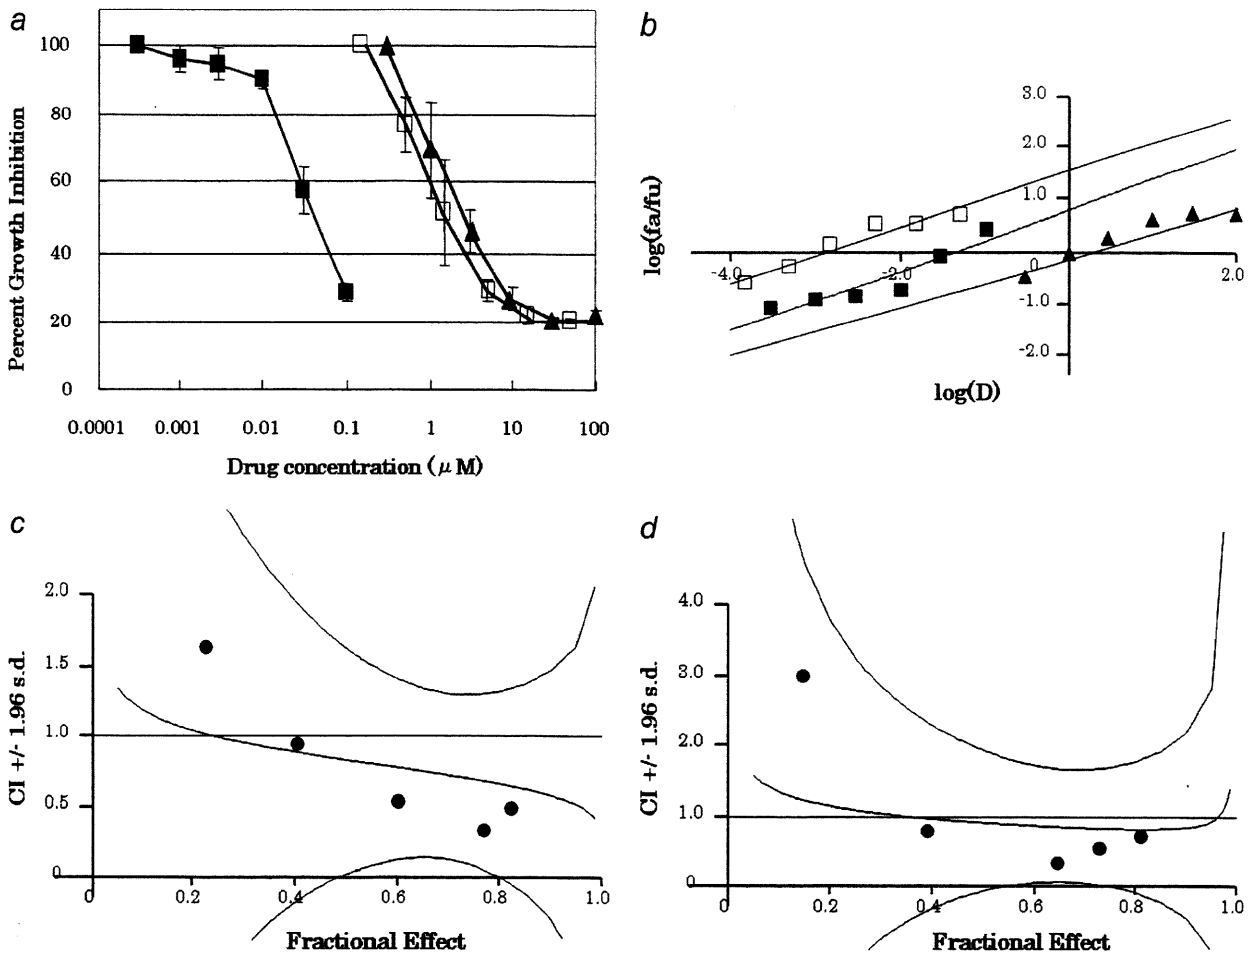 a
Percent Growth Inhibition
100
80
60
40
20
0
0.0001 0.001 0.01 0.1 1 10 100
Drug concentration (μM)
b
log(fa/fu)
3.0
2.0
1.0
0
-1.0
-2.0
-4.0 -2.0 2.0
log(D)
c
CI +/- 1.96 s.d.
2.0
1.5
1.0
0.5
0
0 0.2 0.4 0.6 0.8 1.0
Fractional Effect
d
CI +/- 1.96 s.d.
4.0
3.0
2.0
1.0
0
0 0.2 0.4 0.6 0.8 1.0
Fractional Effect